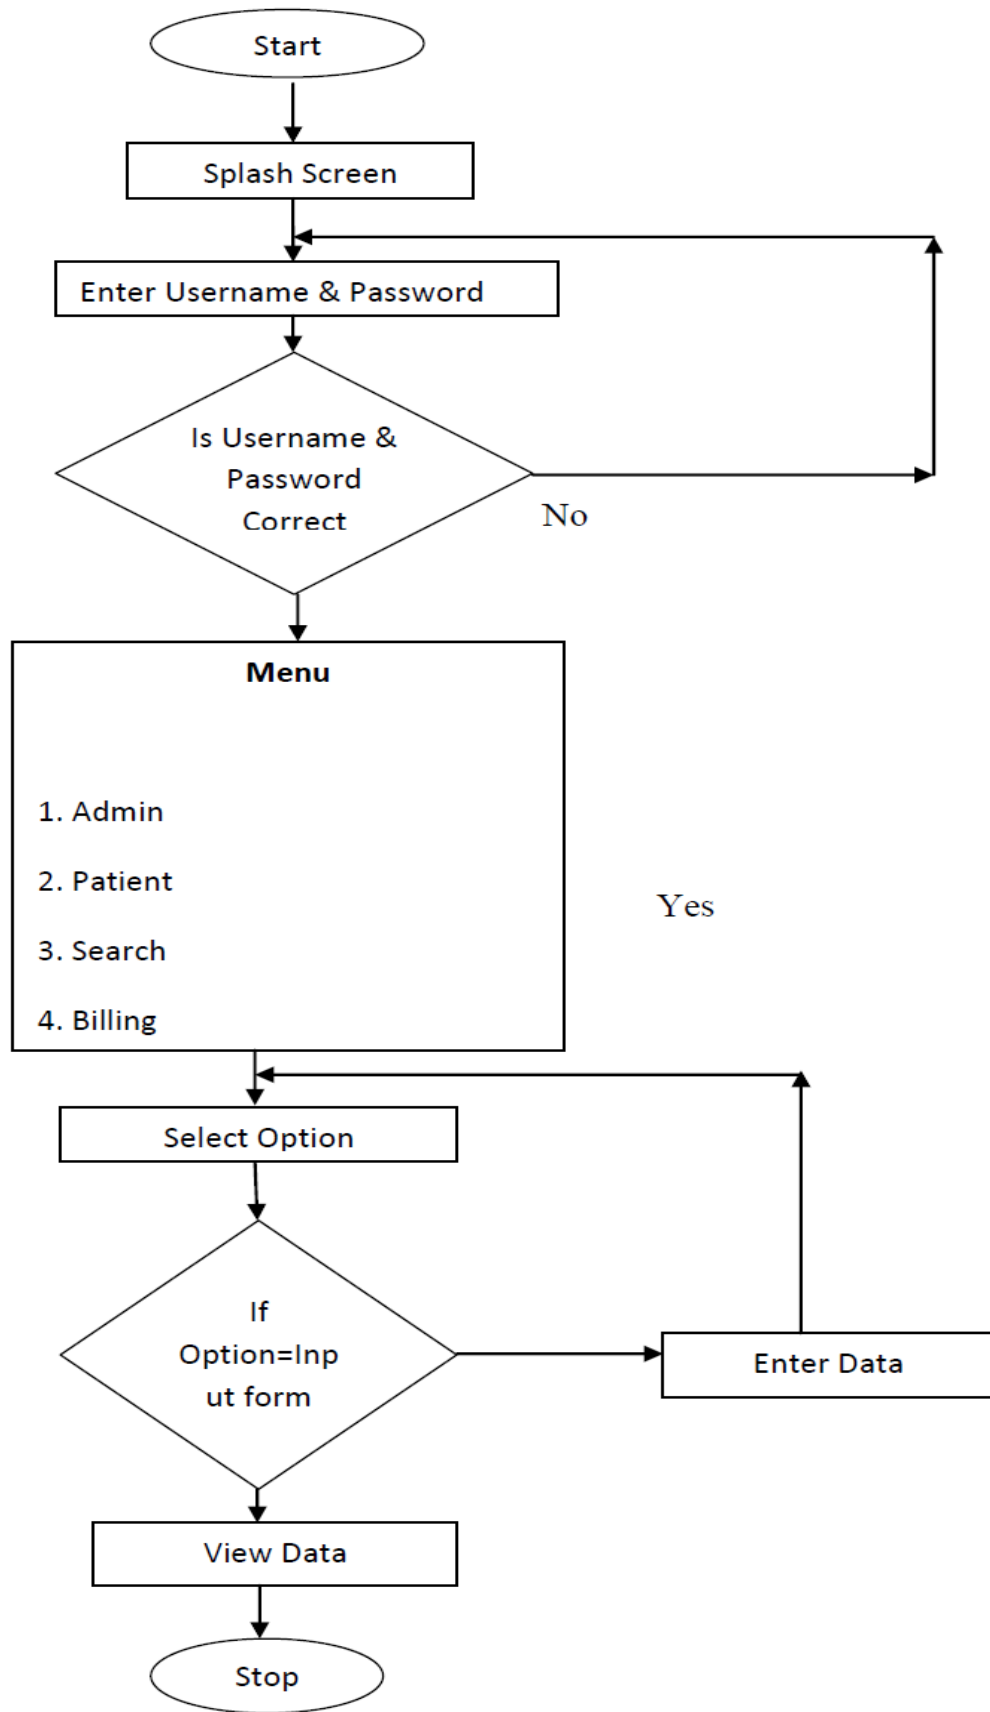 Start
Splash Screen
Enter Username & Password
Is Username &
Password
Correct
No
Menu
1. Admin
2. Patient
Yes
3. Search
4. Billing
Select Option
If
Option=Inp
ut form
Enter Data
View Data
Stop